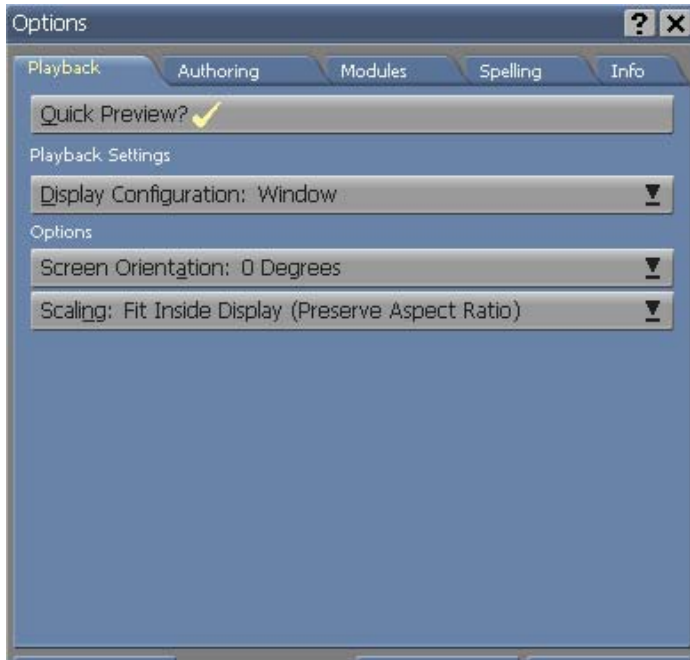 Options ? X
Playback Authoring Modules Spelling Info
Quick Preview?
Playback Settings
Display Configuration: Window
Options
Screen Orientation: 0 Degrees
Scaling: Fit Inside Display (Preserve Aspect Ratio)